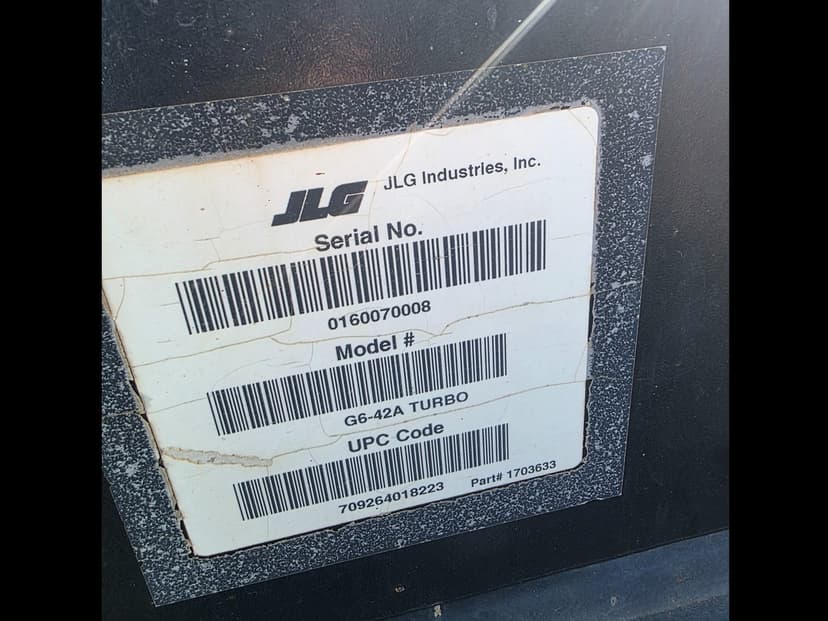 JLG JLG Industries, Inc.
Serial No.
0160070008
Model #
G6-42A TURBO
UPC Code
709264018223 Part# 1703633